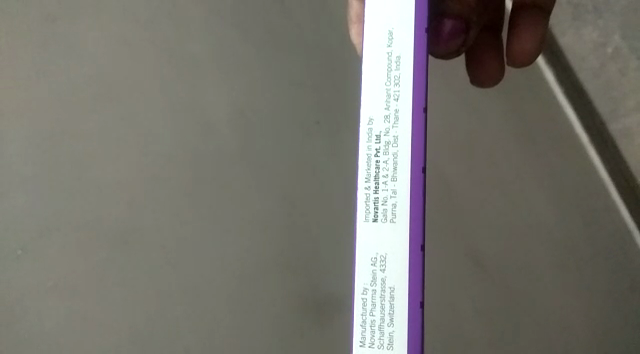 Manufactured by :
Novartis Pharma Stein AG.,
Schaffhauserstrasse, 4332,
Stein, Switzerland.
Imported & Marketed in India by
Novartis Healthcare Pvt. Ltd.,
Gala No. 1-A & 2-A, Bldg. No. 28, Arihant Compound, Kopar,
Purna, Tal - Bhiwandi, Dist Thane - 421 302, India.